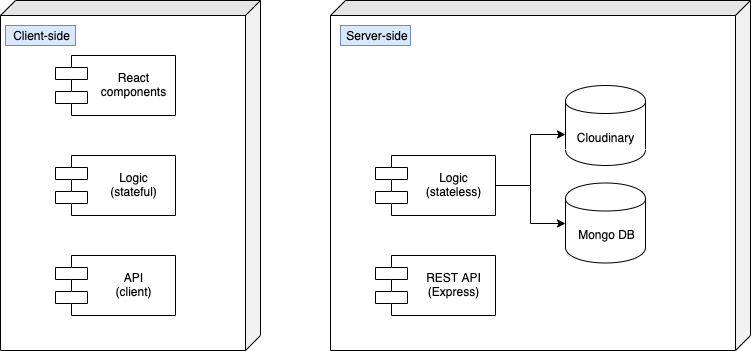 Client-side
React
components
Logic
(stateful)
API
(client)
Server-side
Logic
(stateless)
Cloudinary
Mongo DB
REST API
(Express)